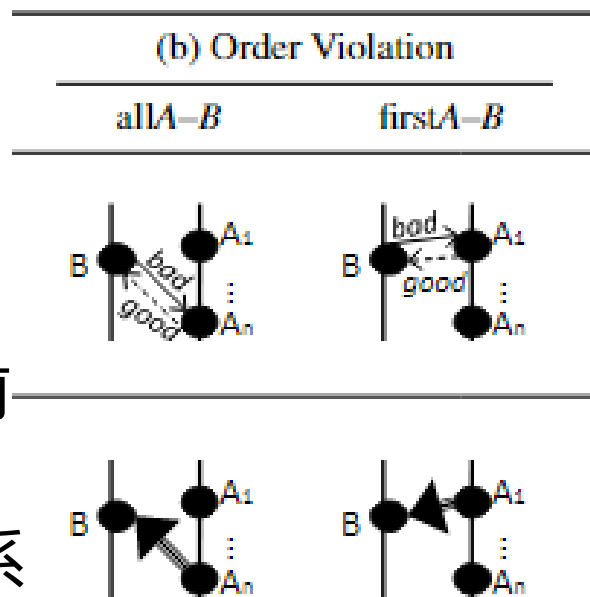 (b) Order Violation
allA–B firstA–B
B bad good A₁ ⋮ Aₙ
B bad good A₁ ⋮ Aₙ
B A₁ ⋮ Aₙ
B A₁ ⋮ Aₙ